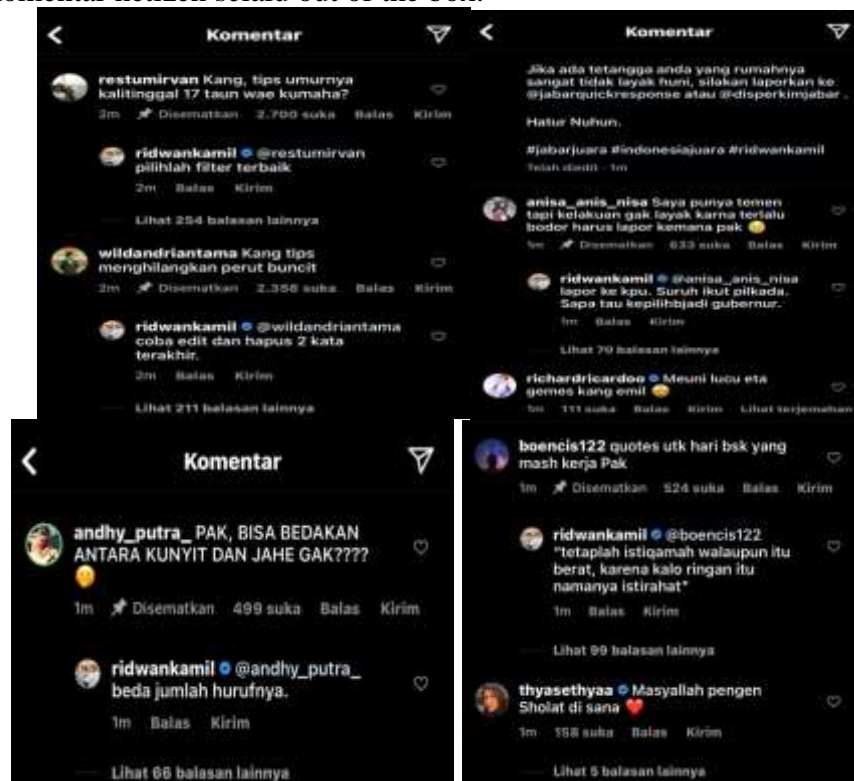 komentar netizen selalu out of the box.
Komentar
restumirvan Kang, tips umurnya
kalitinggal 17 taun wae kumaha?
2m Disematkan 2.700 suka Balas Kirim
ridwankamil @restumirvan
pilihlah filter terbaik
2m Balas Kirim
Lihat 254 balasan lainnya
wildandriantama Kang tips
menghilangkan perut buncit
2m Disematkan 2.358 suka Balas Kirim
ridwankamil @wildandriantama
coba edit dan hapus 2 kata
terakhir.
2m Balas Kirim
Lihat 211 balasan lainnya
Komentar
Jika ada tetangga anda yang rumahnya
sangat tidak layak huni, silakan laporkan ke
@jabarquickresponse atau @disperkimjabar .
Hatur Nuhun.
#jabarjuara #indonesiajuara #ridwankamil
Telah diedit · 1m
anisa_anis_nisa Saya punya temen
tapi kelakuan gak layak karna terlalu
bodor harus lapor kemana pak
1m Disematkan 633 suka Balas Kirim
ridwankamil @anisa_anis_nisa
lapor ke kpu. Suruh ikut pilkada.
Sapa tau kepilihbjadi gubernur.
1m Balas Kirim
Lihat 70 balasan lainnya
richardricardoo Meuni lucu eta
gemes kang emil
1m 111 suka Balas Kirim Lihat terjemahan
Komentar
andhy_putra_ PAK, BISA BEDAKAN
ANTARA KUNYIT DAN JAHE GAK????
1m Disematkan 499 suka Balas Kirim
ridwankamil @andhy_putra_
beda jumlah hurufnya.
1m Balas Kirim
Lihat 66 balasan lainnya
boencis122 quotes utk hari bsk yang
mash kerja Pak
1m Disematkan 524 suka Balas Kirim
ridwankamil @boencis122
"tetaplah istiqamah walaupun itu
berat, karena kalo ringan itu
namanya istirahat"
1m Balas Kirim
Lihat 99 balasan lainnya
thyasethyaa Masyallah pengen
Sholat di sana ❤️
1m 158 suka Balas Kirim
Lihat 5 balasan lainnya